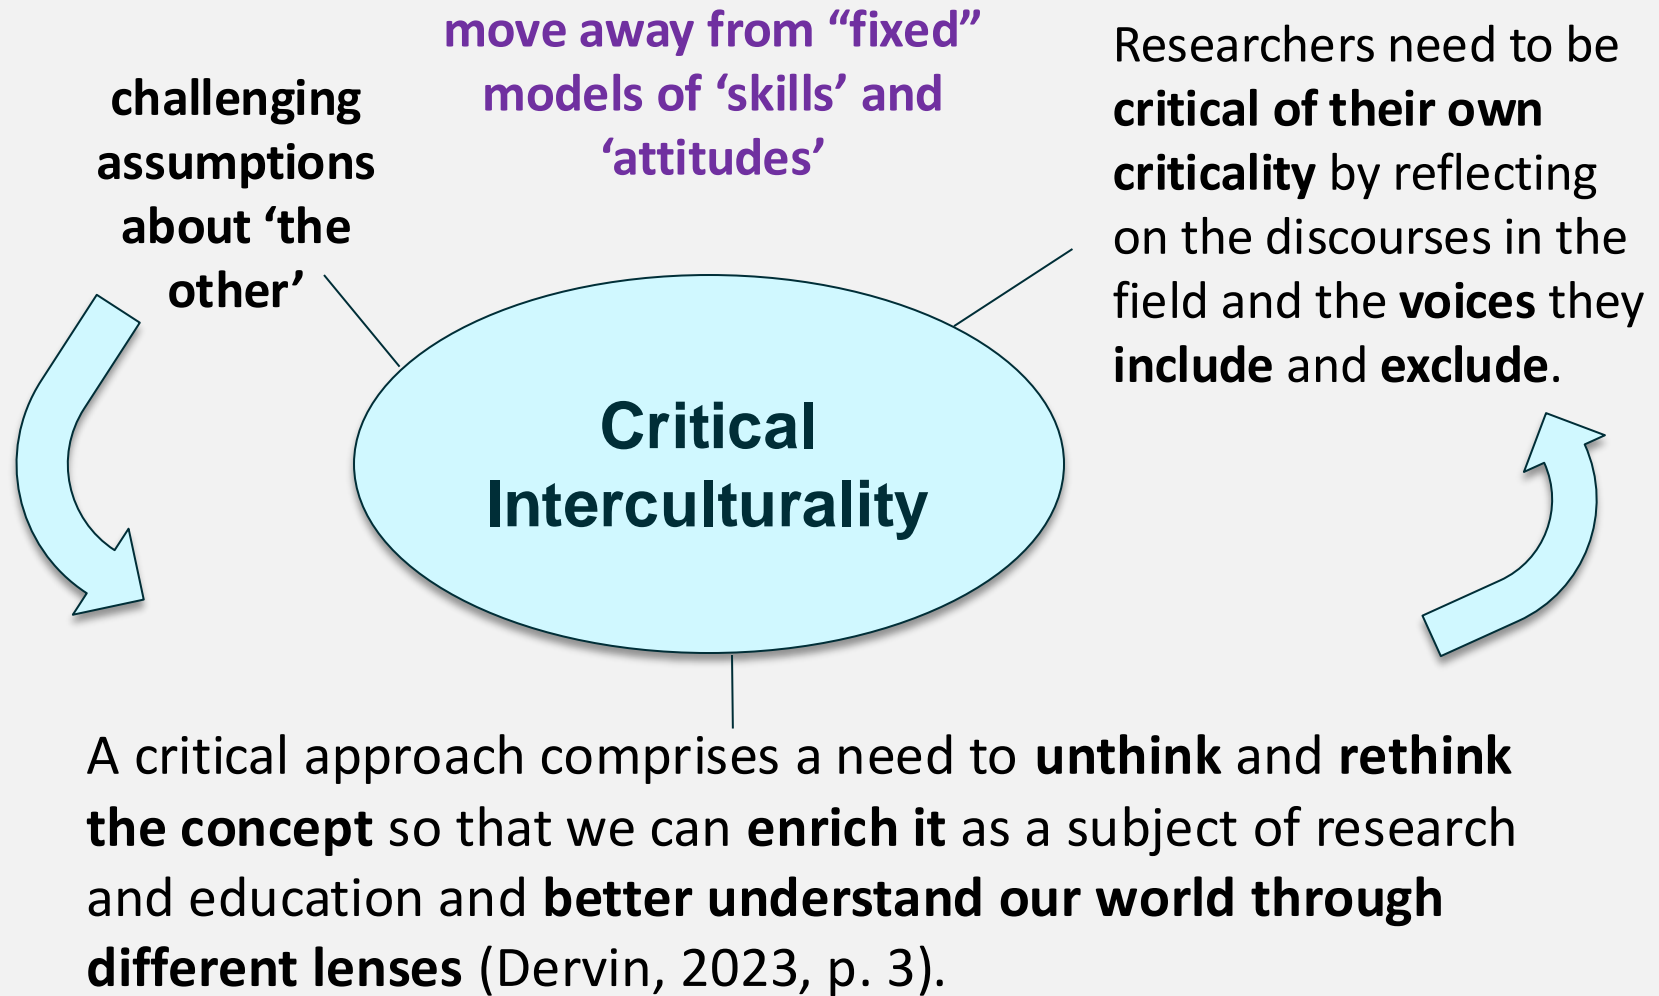 challenging
assumptions
about ‘the
other’
move away from “fixed”
models of ‘skills’ and
‘attitudes’
Researchers need to be
critical of their own
criticality by reflecting
on the discourses in the
field and the voices they
include and exclude.
Critical
Interculturality
A critical approach comprises a need to unthink and rethink
the concept so that we can enrich it as a subject of research
and education and better understand our world through
different lenses (Dervin, 2023, p. 3).